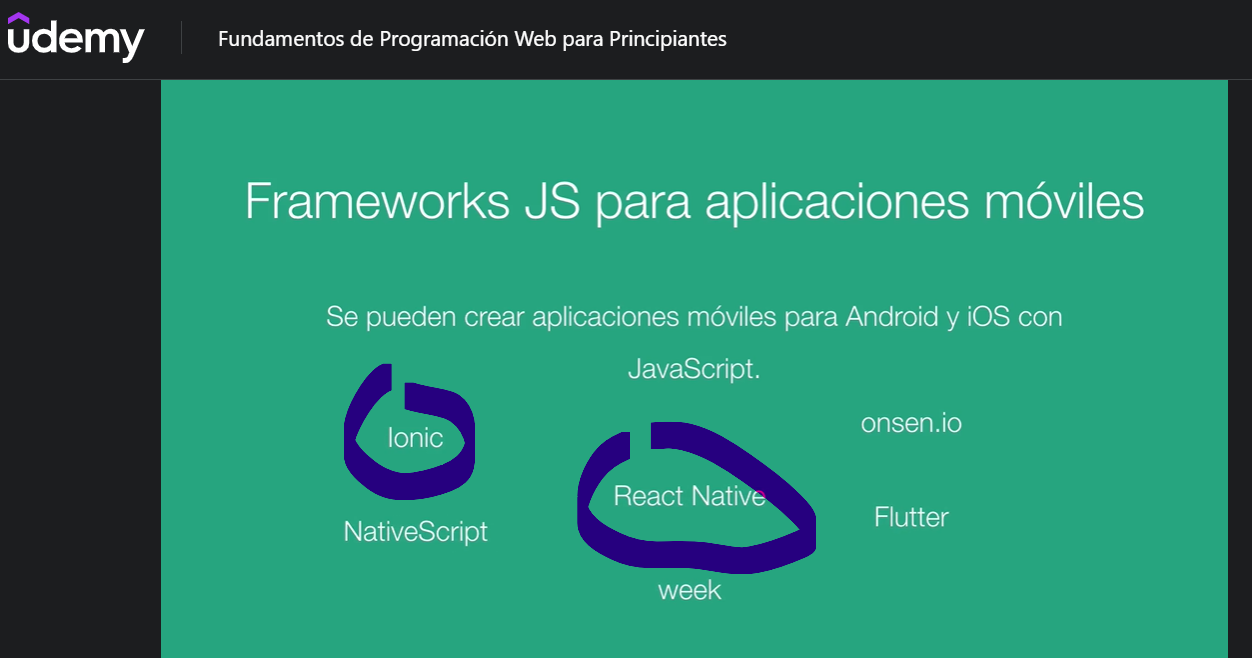 udemy
Fundamentos de Programación Web para Principiantes
Frameworks JS para aplicaciones móviles
Se pueden crear aplicaciones móviles para Android y iOS con
JavaScript.
onsen.io
Ionic
React Native
Flutter
NativeScript
week